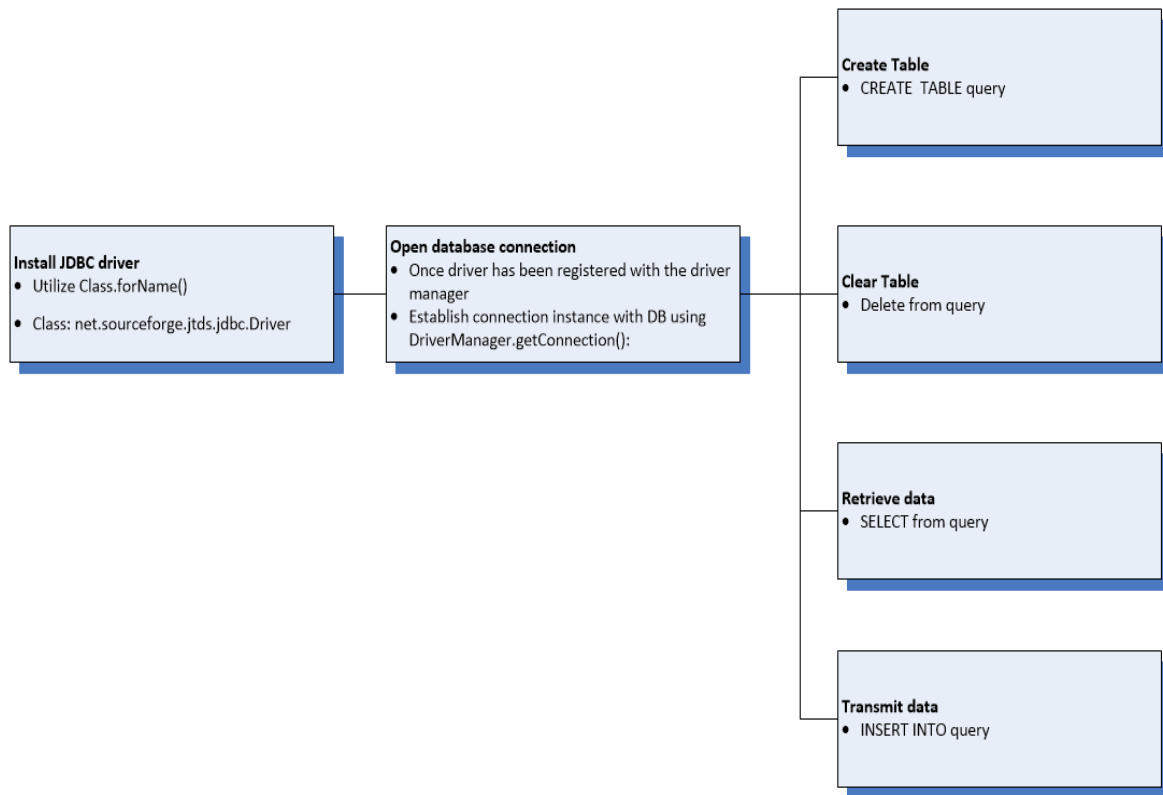 Install JDBC driver
• Utilize Class.forName()
• Class: net.sourceforge.jtds.jdbc.Driver
Open database connection
• Once driver has been registered with the driver
manager
• Establish connection instance with DB using
DriverManager.getConnection():
Create Table
• CREATE TABLE query
Clear Table
• Delete from query
Retrieve data
• SELECT from query
Transmit data
• INSERT INTO query